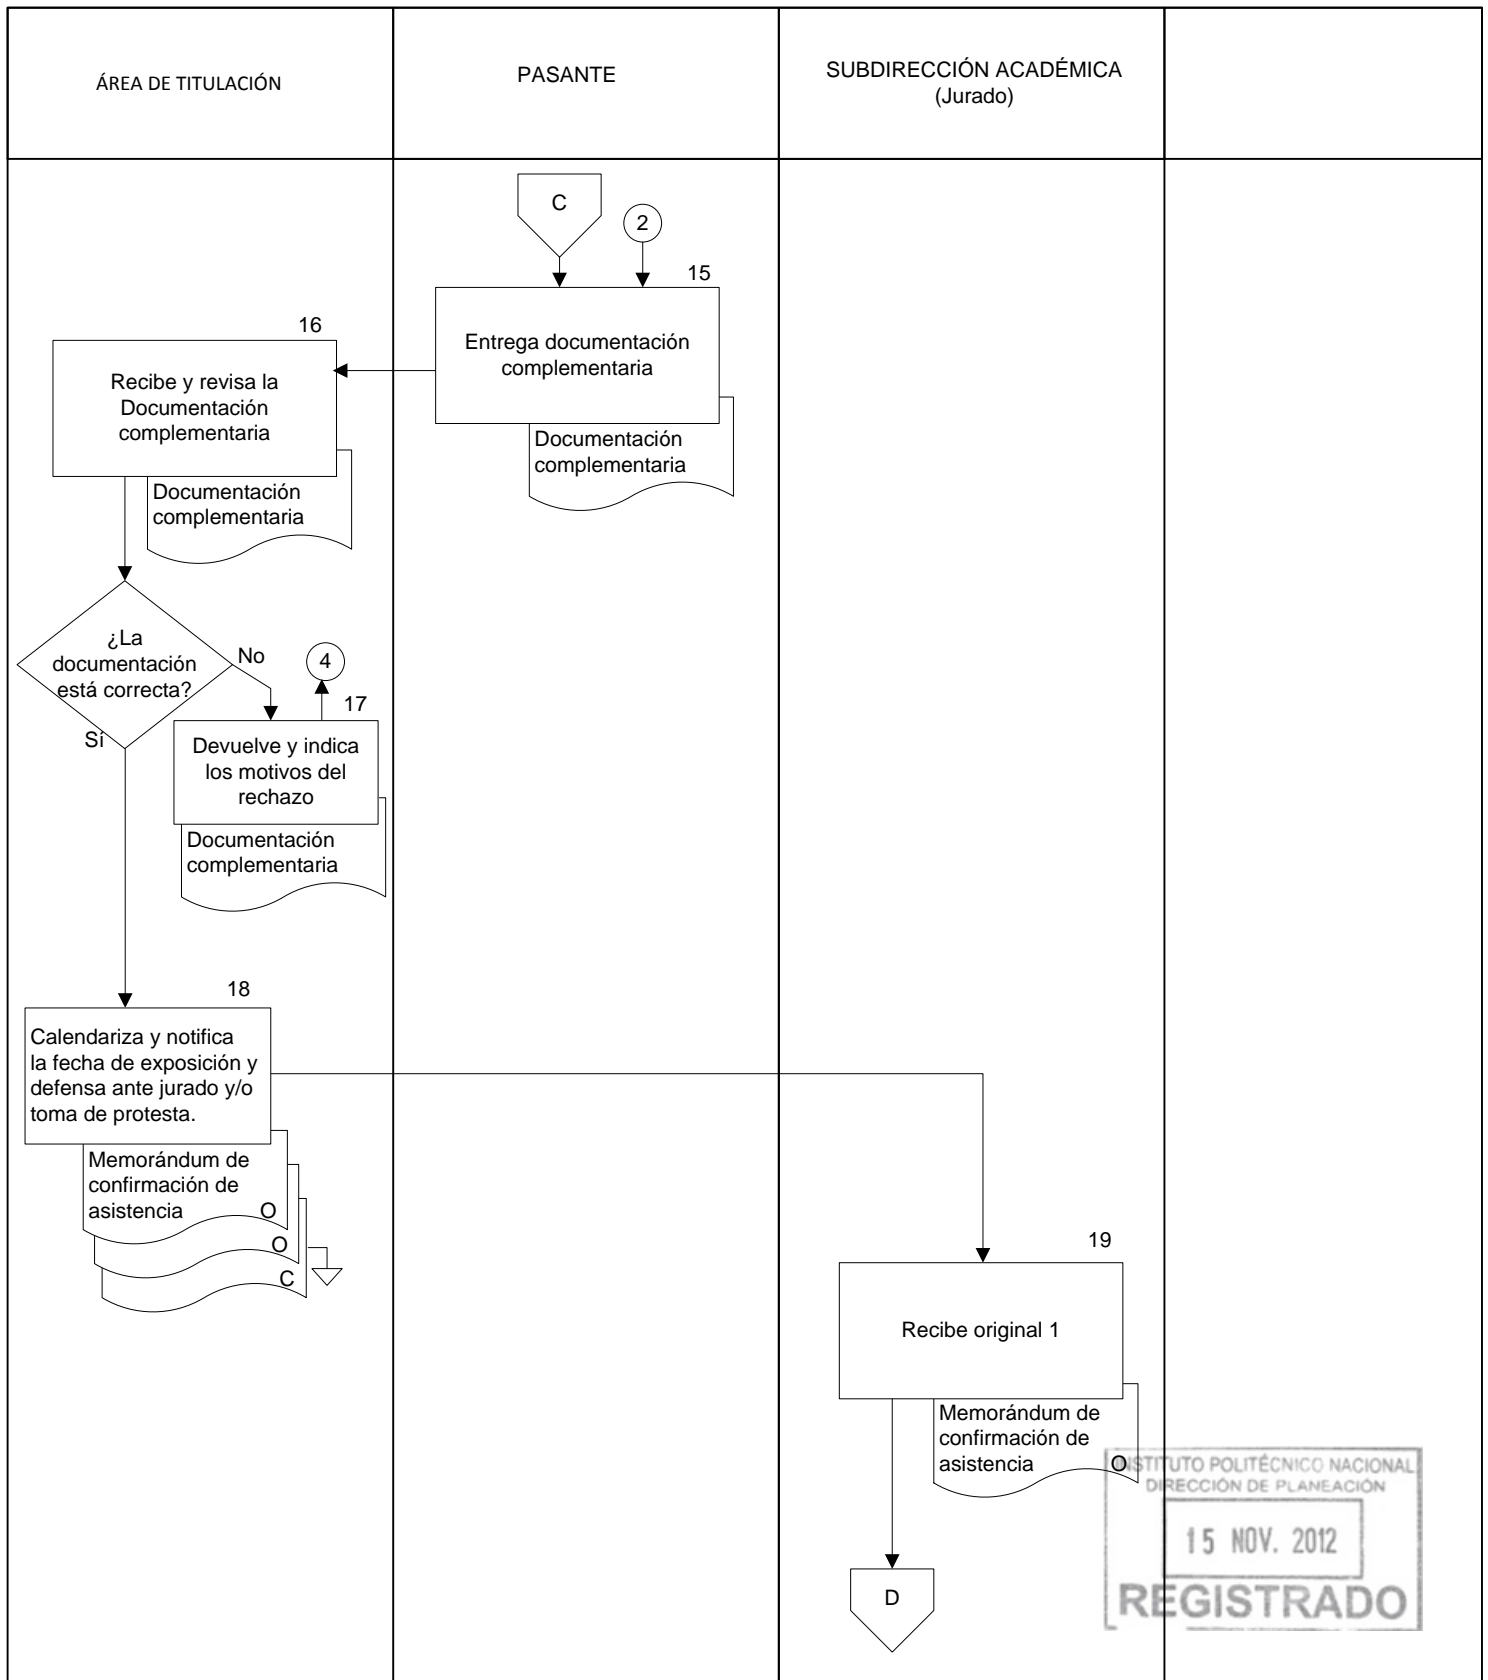 ÁREA DE TITULACIÓN
PASANTE
SUBDIRECCIÓN ACADÉMICA
(Jurado)
C
2
15
Entrega documentación
complementaria
Documentación
complementaria
16
Recibe y revisa la
Documentación
complementaria
Documentación
complementaria
¿La
documentación
está correcta?
No
Sí
4
17
Devuelve y indica
los motivos del
rechazo
Documentación
complementaria
18
Calendariza y notifica
la fecha de exposición y
defensa ante jurado y/o
toma de protesta.
Memorándum de
confirmación de
asistencia
O
O
C
19
Recibe original 1
Memorándum de
confirmación de
asistencia
O
D
INSTITUTO POLITÉCNICO NACIONAL
DIRECCIÓN DE PLANEACIÓN
15 NOV. 2012
REGISTRADO